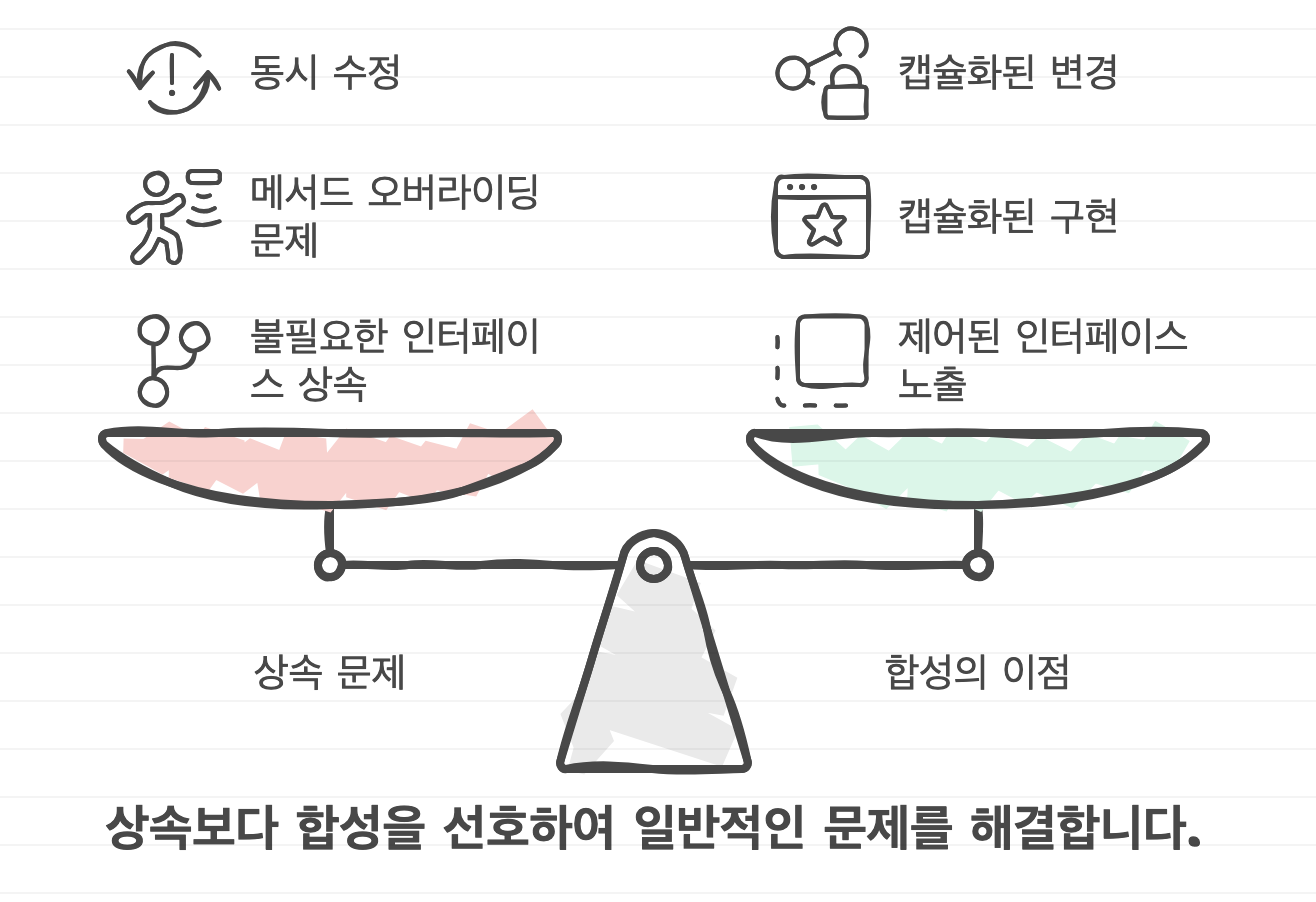 동시 수정
메서드 오버라이딩
문제
불필요한 인터페이
스 상속
캡슐화된 변경
캡슐화된 구현
제어된 인터페이스
노출
상속 문제
합성의 이점
상속보다 합성을 선호하여 일반적인 문제를 해결합니다.